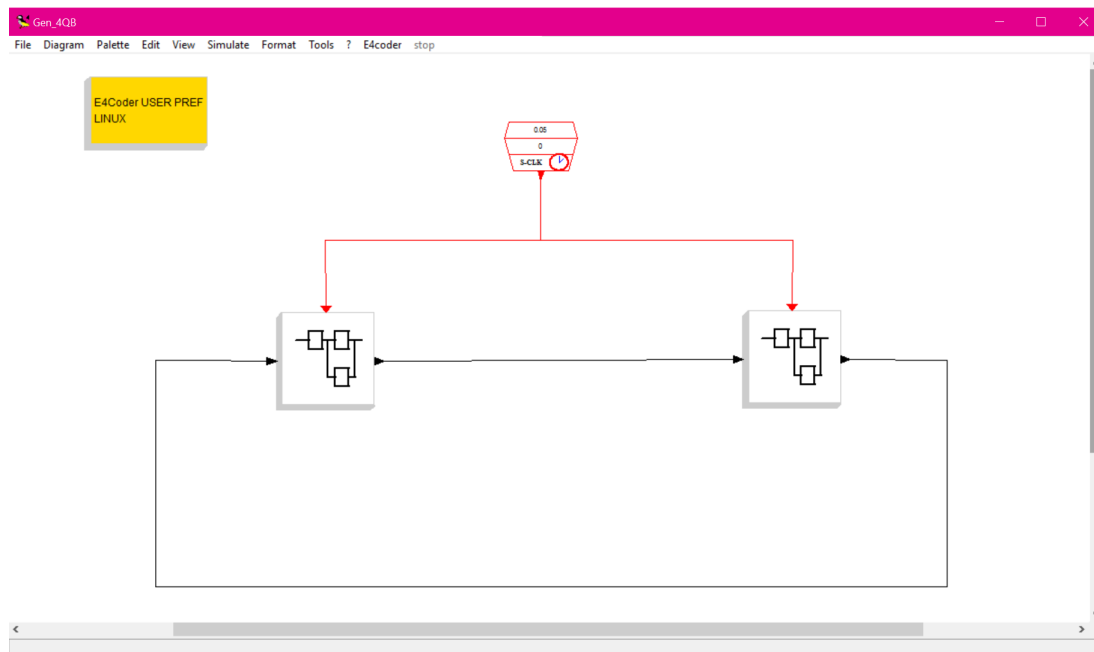 Gen_4QB
File Diagram Palette Edit View Simulate Format Tools ? E4coder stop
E4Coder USER PREF
LINUX
0.05
0
S-CLK